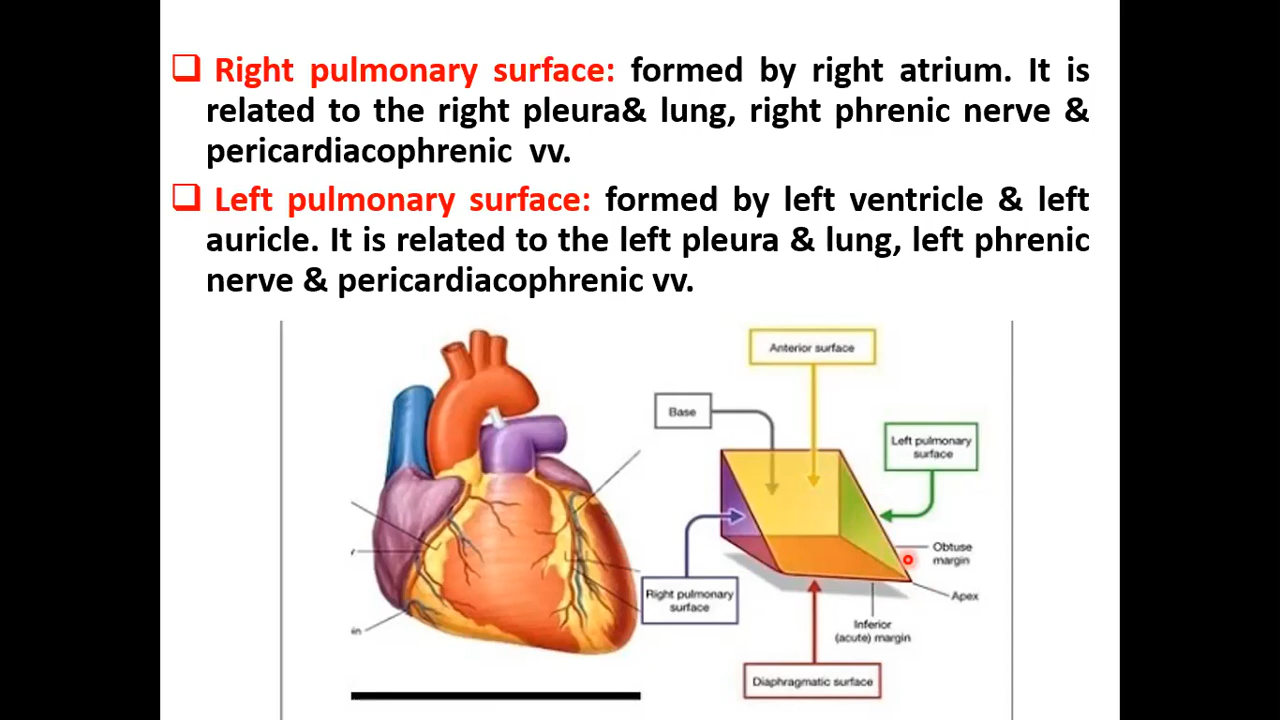 Right pulmonary surface: formed by right atrium. It is
related to the right pleura& lung, right phrenic nerve &
pericardiacophrenic vv.
Left pulmonary surface: formed by left ventricle & left
auricle. It is related to the left pleura & lung, left phrenic
nerve & pericardiacophrenic vv.
Anterior surface
Base
Left pulmonary
surface
Obtuse
margin
Right pulmonary
surface
Apex
Inferior
(acute) margin
Diaphragmatic surface